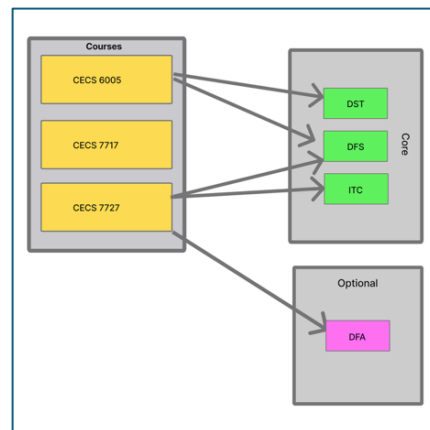 Courses
CECS 6005
CECS 7717
CECS 7727
DST
DFS
ITC
Core
Optional
DFA